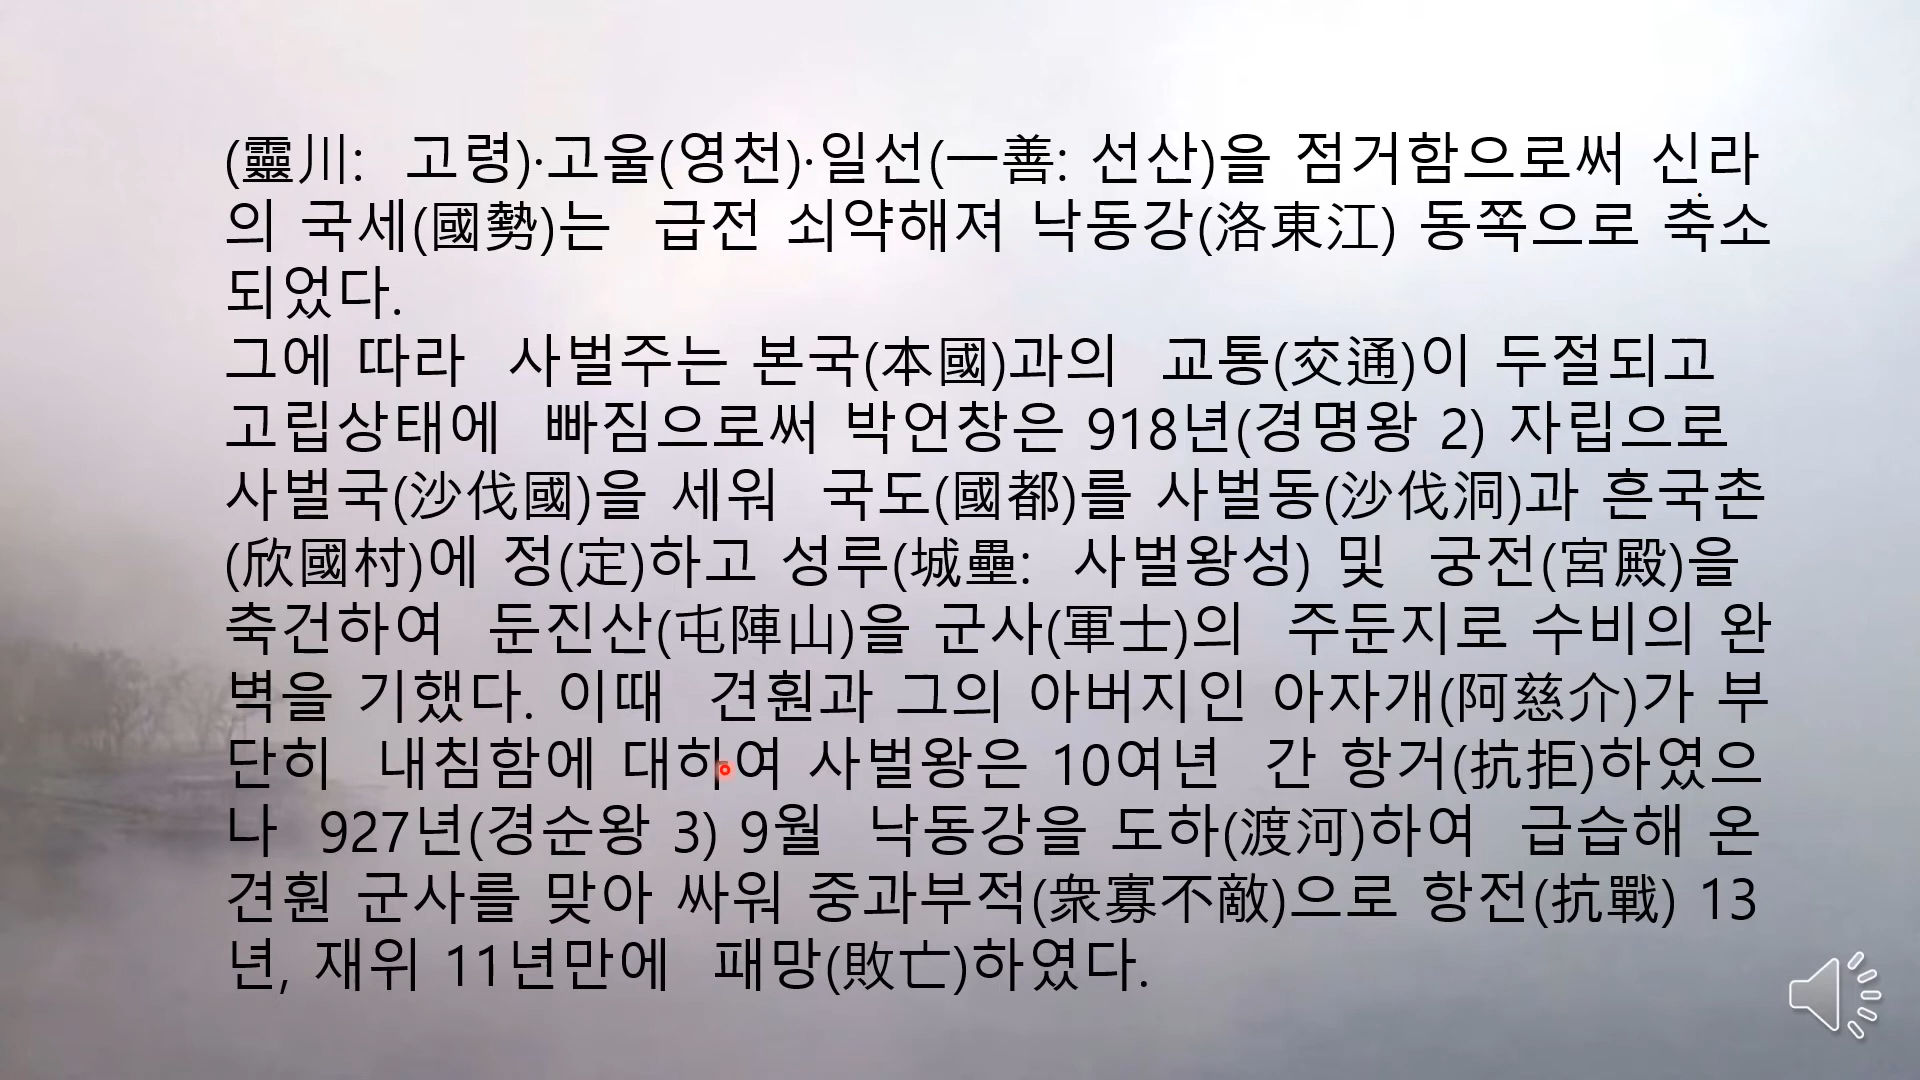 (靈川: 고령)·고울(영천)·일선(一善: 선산)을 점거함으로써 신라
의 국세(國勢)는 급전 쇠약해져 낙동강(洛東江) 동쪽으로 축소
되었다.
그에 따라 사벌주는 본국(本國)과의 교통(交通)이 두절되고
고립상태에 빠짐으로써 박언창은 918년(경명왕 2) 자립으로
사벌국(沙伐國)을 세워 국도(國都)를 사벌동(沙伐洞)과 흔국촌
(欣國村)에 정(定)하고 성루(城壘: 사벌왕성) 및 궁전(宮殿)을
축건하여 둔진산(屯陣山)을 군사(軍士)의 주둔지로 수비의 완
벽을 기했다. 이때 견훤과 그의 아버지인 아자개(阿慈介)가 부
단히 내침함에 대하여 사벌왕은 10여년 간 항거(抗拒)하였으
나 927년(경순왕 3) 9월 낙동강을 도하(渡河)하여 급습해 온
견훤 군사를 맞아 싸워 중과부적(衆寡不敵)으로 항전(抗戰) 13
년, 재위 11년만에 패망(敗亡)하였다.